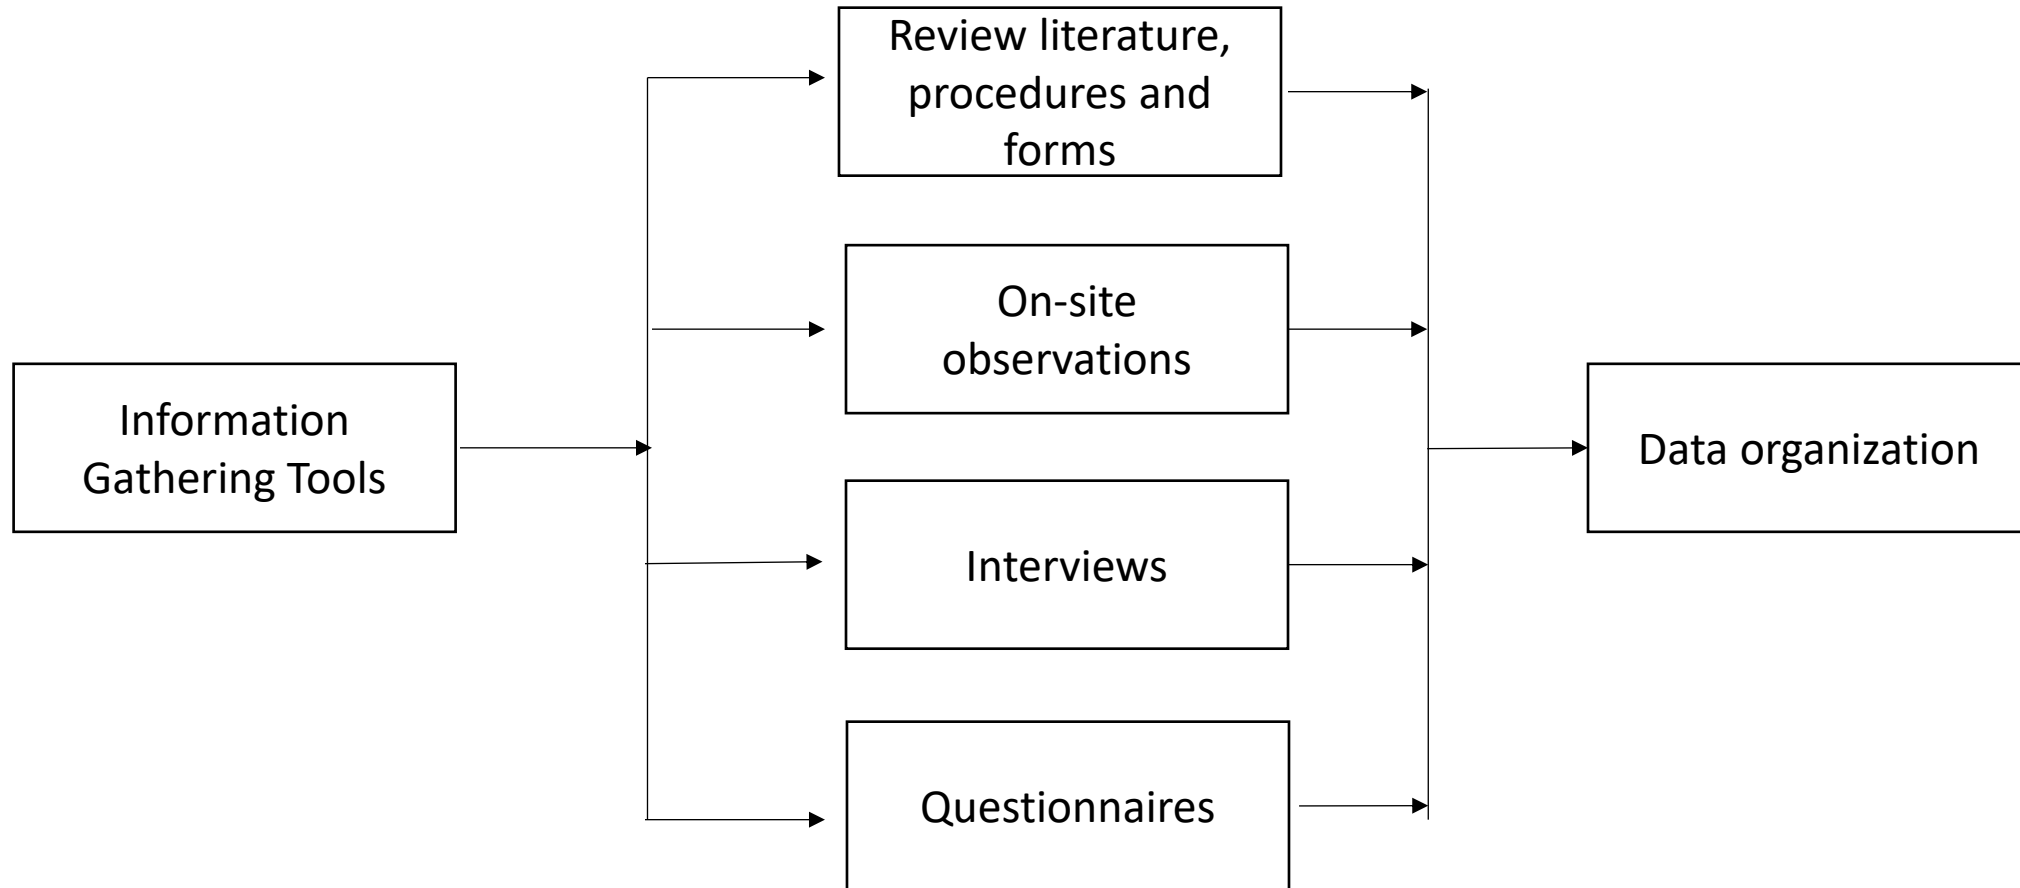 Information
Gathering Tools
Review literature,
procedures and
forms
On-site
observations
Interviews
Questionnaires
Data organization